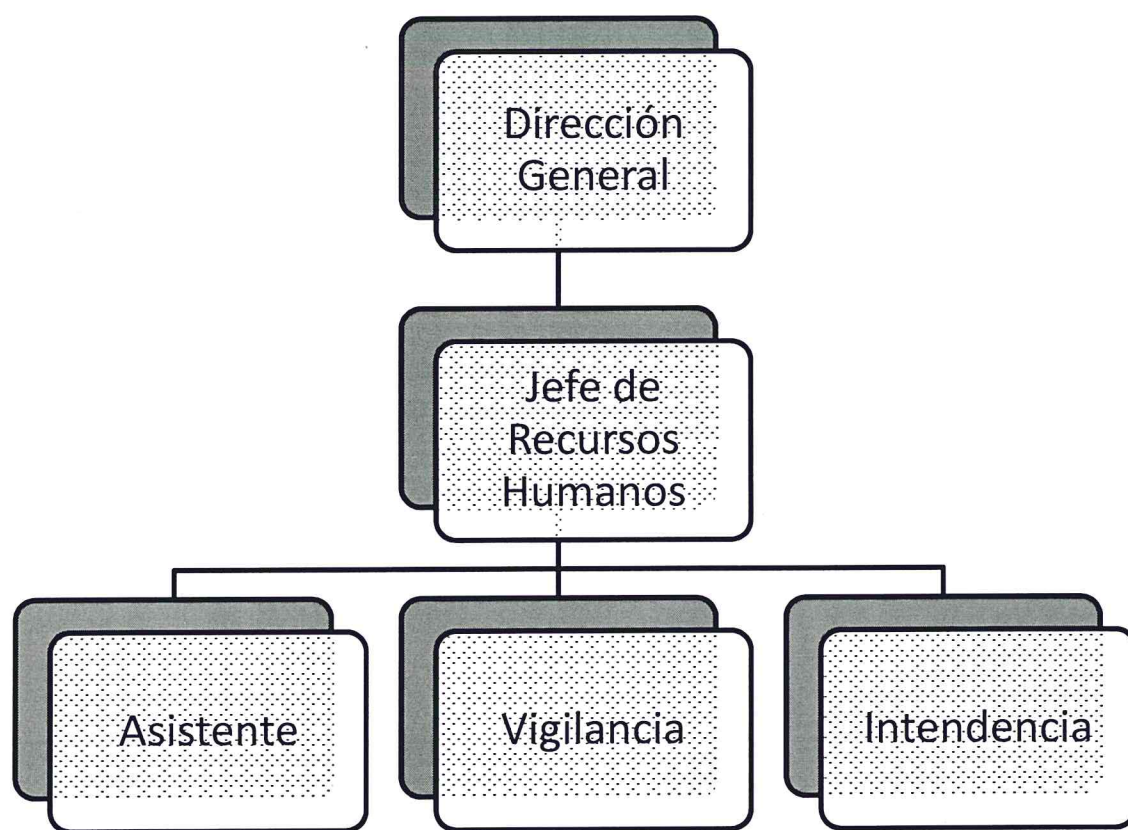 Dirección
General
Jefe de
Recursos
Humanos
Asistente
Vigilancia
Intendencia